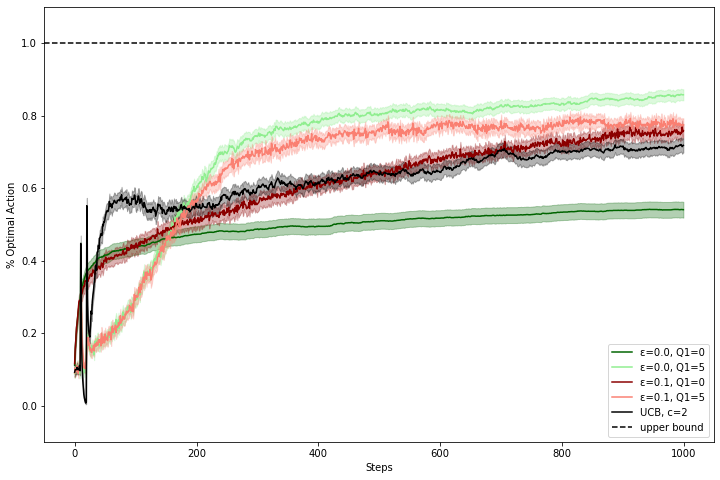 1.0
0.8
0.6
0.4
0.2
0.0
% Optimal Action
0
200
400
600
800
1000
Steps
ε=0.0, Q1=0
ε=0.0, Q1=5
ε=0.1, Q1=0
ε=0.1, Q1=5
UCB, c=2
upper bound